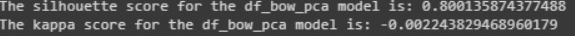 The silhouette score for the df_bow_pca model is: 0.800135874377488
The kappa score for the df_bow_pca model is: -0.002243829468960179